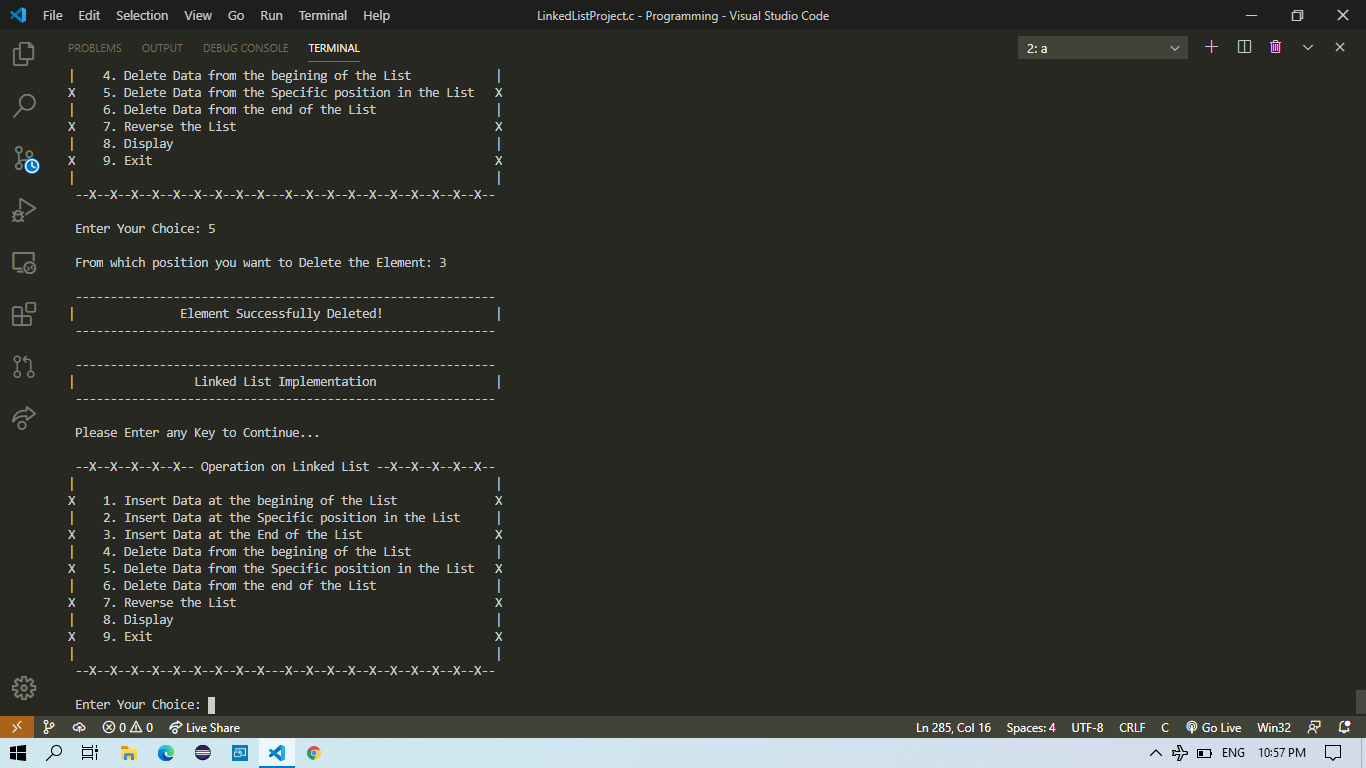 File Edit Selection View Go Run Terminal Help LinkedListProject.c - Programming - Visual Studio Code
PROBLEMS OUTPUT DEBUG CONSOLE TERMINAL 2: a
| 4. Delete Data from the begining of the List |
X 5. Delete Data from the Specific position in the List X
| 6. Delete Data from the end of the List |
X 7. Reverse the List X
| 8. Display |
X 9. Exit X
| |
--X--X--X--X--X--X--X--X--X---X--X--X--X--X--X--X--X--X--X--
Enter Your Choice: 5
From which position you want to Delete the Element: 3
------------------------------------------------------------
| Element Successfully Deleted! |
------------------------------------------------------------
------------------------------------------------------------
| Linked List Implementation |
------------------------------------------------------------
Please Enter any Key to Continue...
--X--X--X--X--X-- Operation on Linked List --X--X--X--X--X--
| |
X 1. Insert Data at the begining of the List X
| 2. Insert Data at the Specific position in the List |
X 3. Insert Data at the End of the List X
| 4. Delete Data from the begining of the List |
X 5. Delete Data from the Specific position in the List X
| 6. Delete Data from the end of the List |
X 7. Reverse the List X
| 8. Display |
X 9. Exit X
| |
--X--X--X--X--X--X--X--X--X---X--X--X--X--X--X--X--X--X--X--
Enter Your Choice:
0 0 Live Share Ln 285, Col 16 Spaces: 4 UTF-8 CRLF C Go Live Win32
ENG 10:57 PM